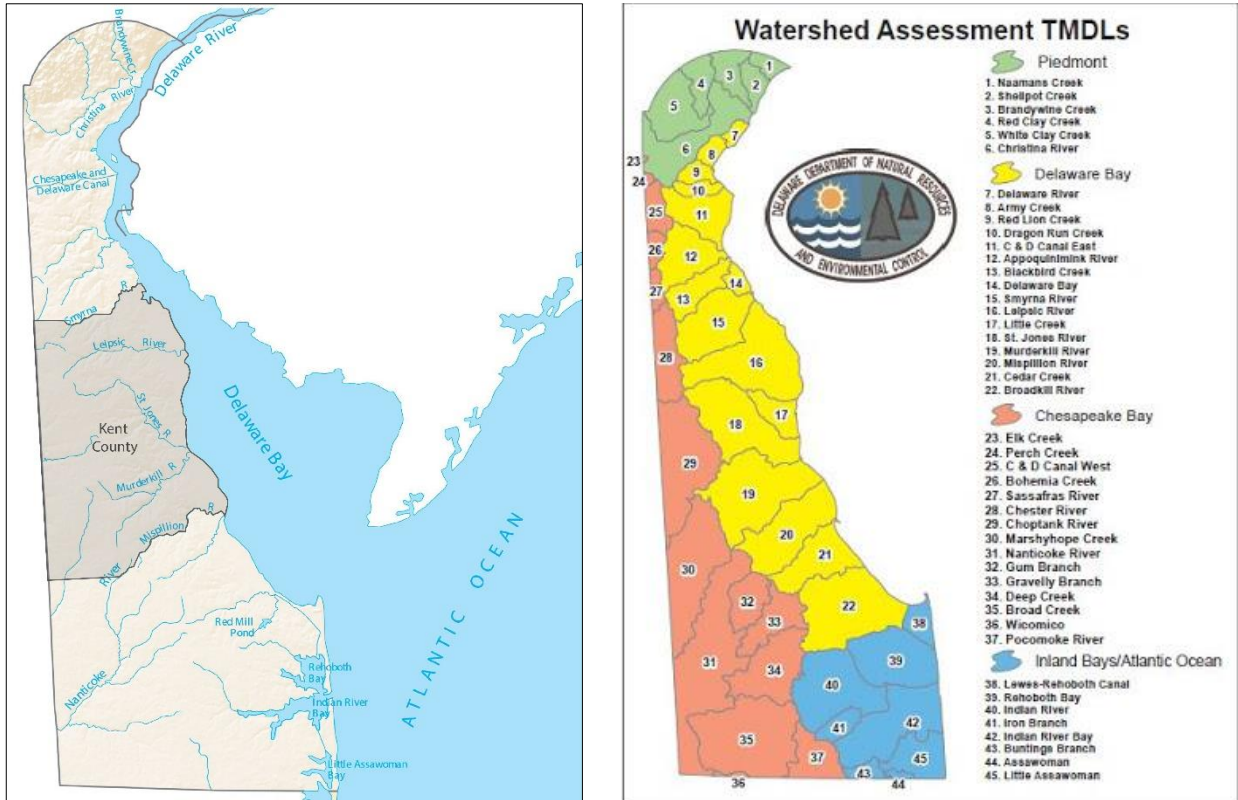 Brandywine Cr.
Delaware River
Christina River
Chesapeake and
Delaware Canal
Smyrna R
Leipsic River
St Jones R
Kent
County
Murderkill R
Mispillion R
River
Delaware Bay
ATLANTIC OCEAN
Red Mill
Pond
Rehoboth
Bay
Nanticoke
Indian River
Bay
Little Assawoman
Bay
Watershed Assessment TMDLs
1
2
3
4
5
6
7
8
9
10
11
12
13
14
15
16
17
18
19
20
21
22
23
24
25
26
27
28
29
30
31
32
33
34
35
36
37
38
39
40
41
42
43
44
45
DELAWARE DEPARTMENT OF NATURAL RESOURCES
AND ENVIRONMENTAL CONTROL
Piedmont
1. Naamans Creek
2. Shellpot Creek
3. Brandywine Creek
4. Red Clay Creek
5. White Clay Creek
6. Christina River
Delaware Bay
7. Delaware River
8. Army Creek
9. Red Lion Creek
10. Dragon Run Creek
11. C & D Canal East
12. Appoquinimink River
13. Blackbird Creek
14. Delaware Bay
15. Smyrna River
16. Leipsic River
17. Little Creek
18. St. Jones River
19. Murderkill River
20. Mispillion River
21. Cedar Creek
22. Broadkill River
Chesapeake Bay
23. Elk Creek
24. Perch Creek
25. C & D Canal West
26. Bohemia Creek
27. Sassafras River
28. Chester River
29. Choptank River
30. Marshyhope Creek
31. Nanticoke River
32. Gum Branch
33. Gravelly Branch
34. Deep Creek
35. Broad Creek
36. Wicomico
37. Pocomoke River
Inland Bays/Atlantic Ocean
38. Lewes-Rehoboth Canal
39. Rehoboth Bay
40. Indian River
41. Iron Branch
42. Indian River Bay
43. Buntings Branch
44. Assawoman
45. Little Assawoman